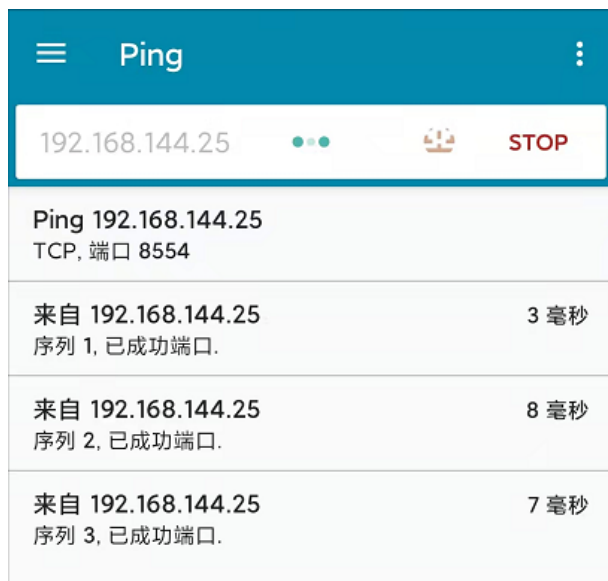 Ping
192.168.144.25
STOP
Ping 192.168.144.25
TCP, 端口 8554
来自 192.168.144.25
3 毫秒
序列 1, 已成功端口.
来自 192.168.144.25
8 毫秒
序列 2, 已成功端口.
来自 192.168.144.25
7 毫秒
序列 3, 已成功端口.